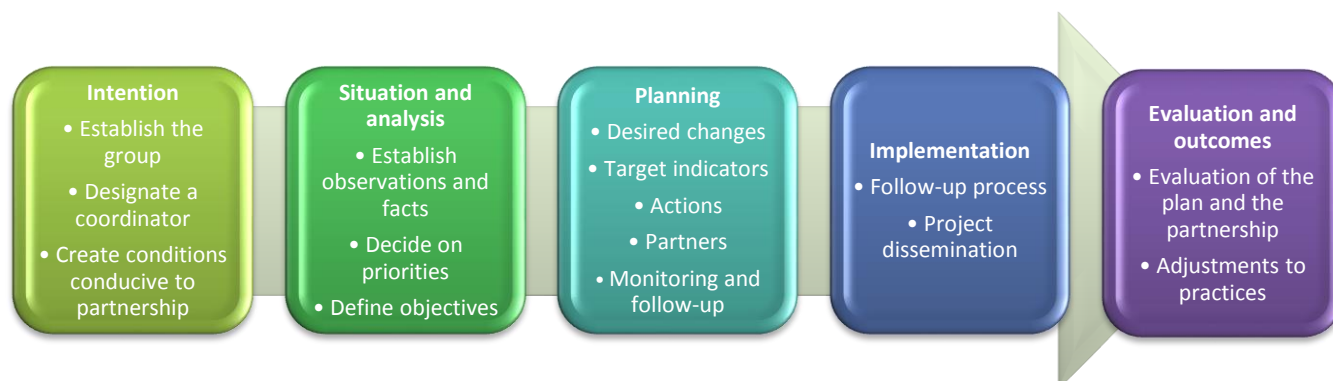 Intention
• Establish the
group
• Designate a
coordinator
• Create conditions
conducive to
partnership
Situation and
analysis
• Establish
observations and
facts
• Decide on
priorities
• Define objectives
Planning
• Desired changes
• Target indicators
• Actions
• Partners
• Monitoring and
follow-up
Implementation
• Follow-up process
• Project
dissemination
Evaluation and
outcomes
• Evaluation of the
plan and the
partnership
• Adjustments to
practices